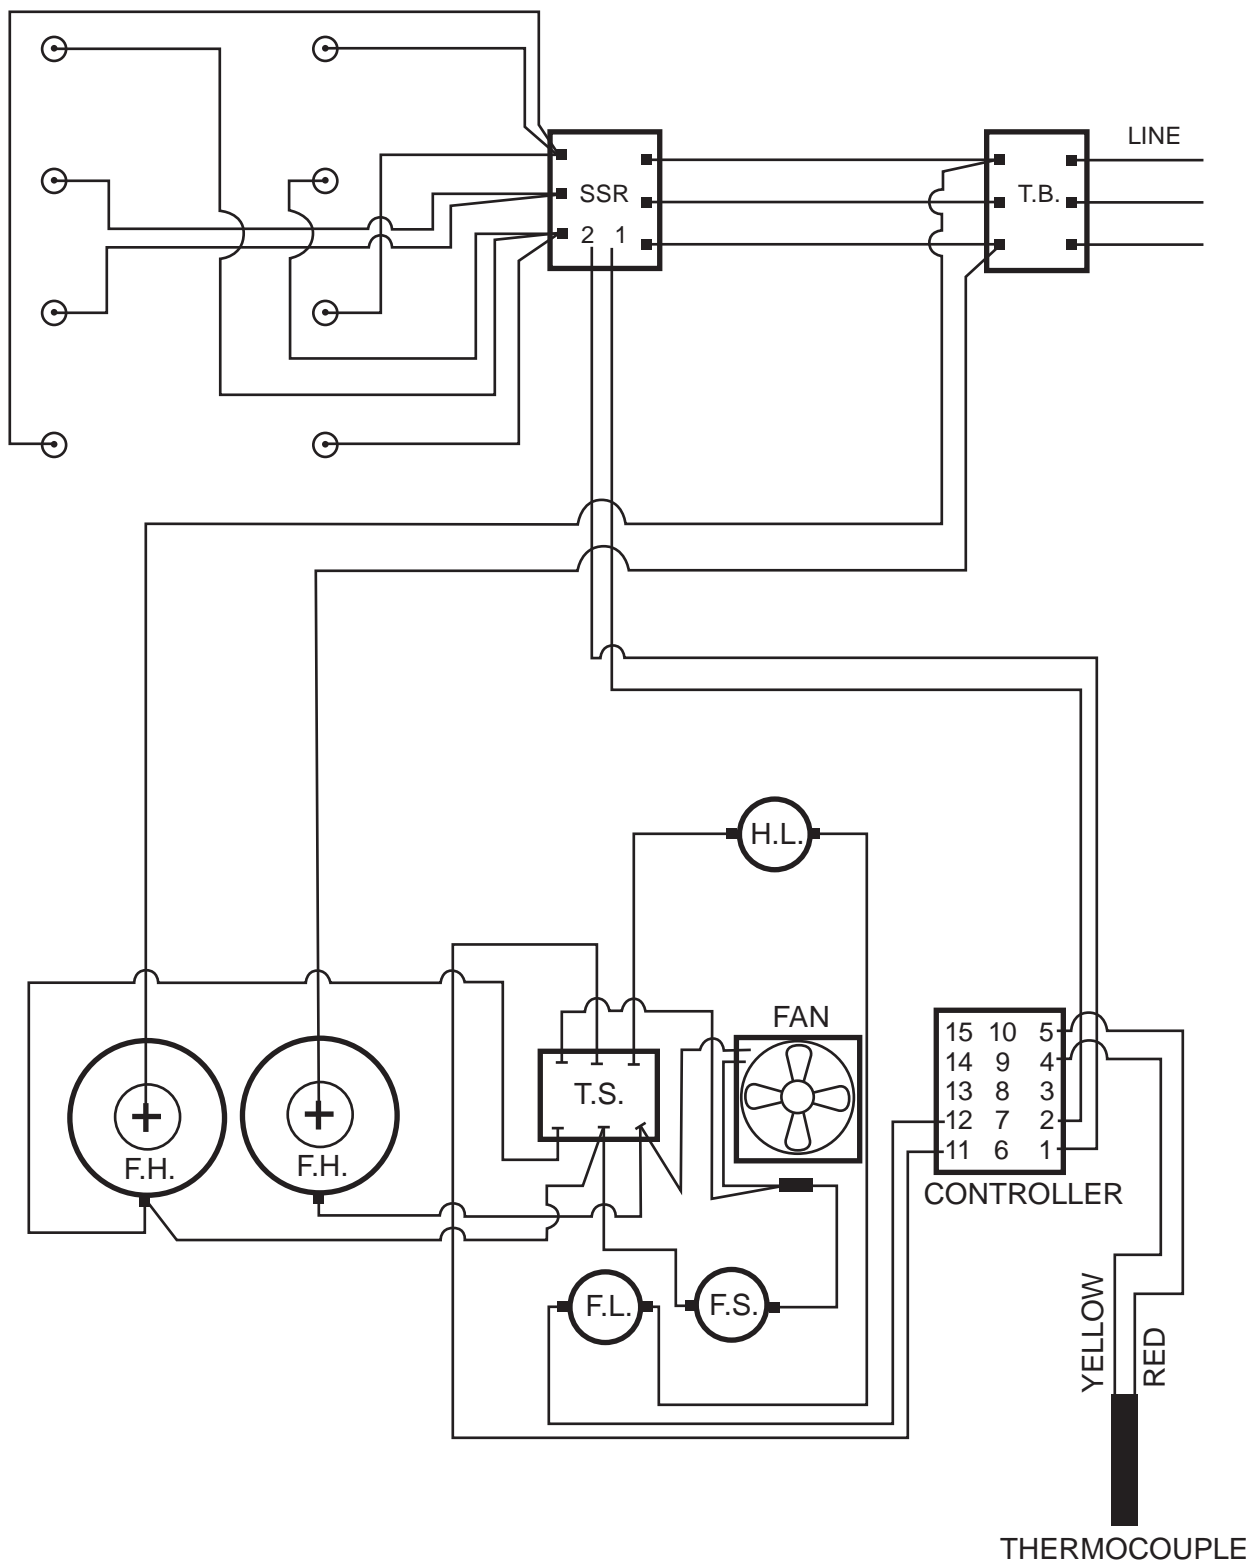 LINE
SSR
T.B.
2 1
H.L.
FAN
T.S.
15 10 5
14 9 4
13 8 3
12 7 2
11 6 1
CONTROLLER
F.H.
F.H.
F.L.
F.S.
YELLOW
RED
THERMOCOUPLE